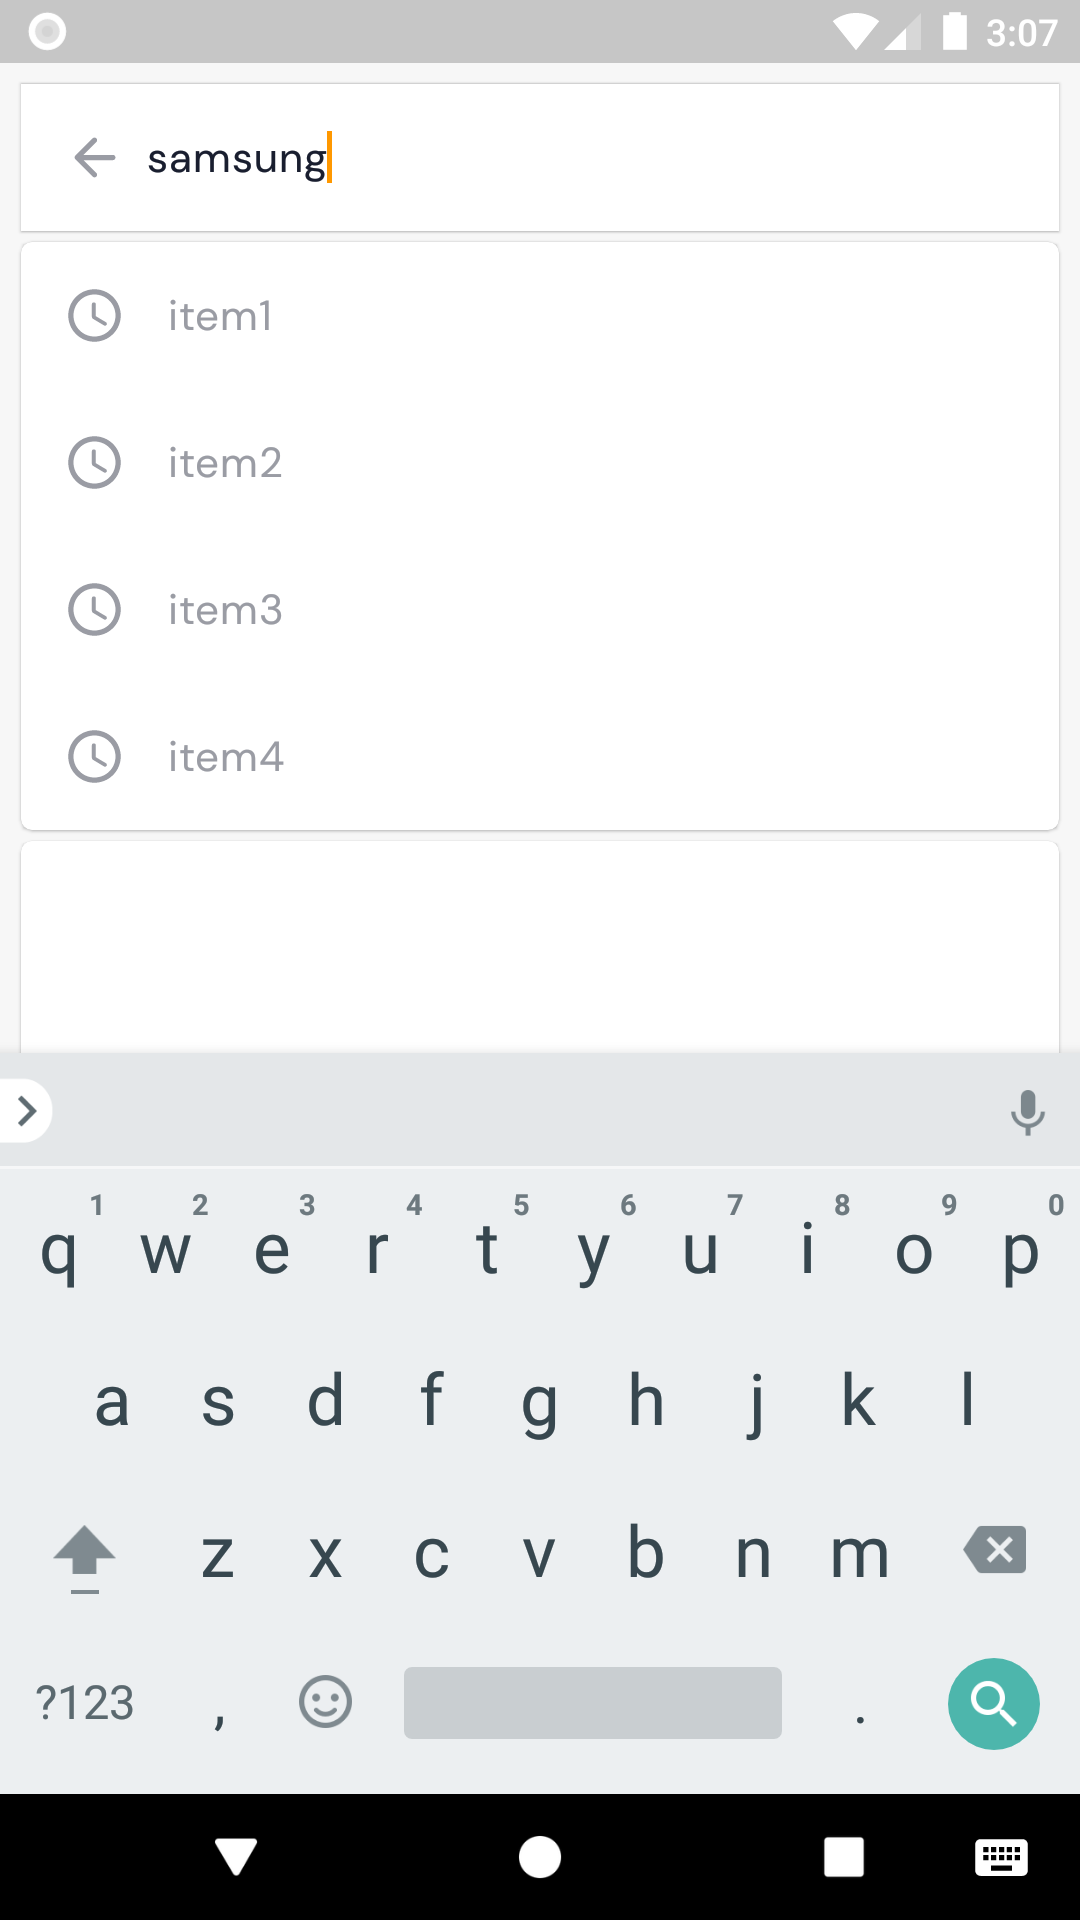 3:07
samsung
item1
item2
item3
item4
1 2 3 4 5 6 7 8 9 0
q w e r t y u i o p
a s d f g h j k l
z x c v b n m
?123 , .